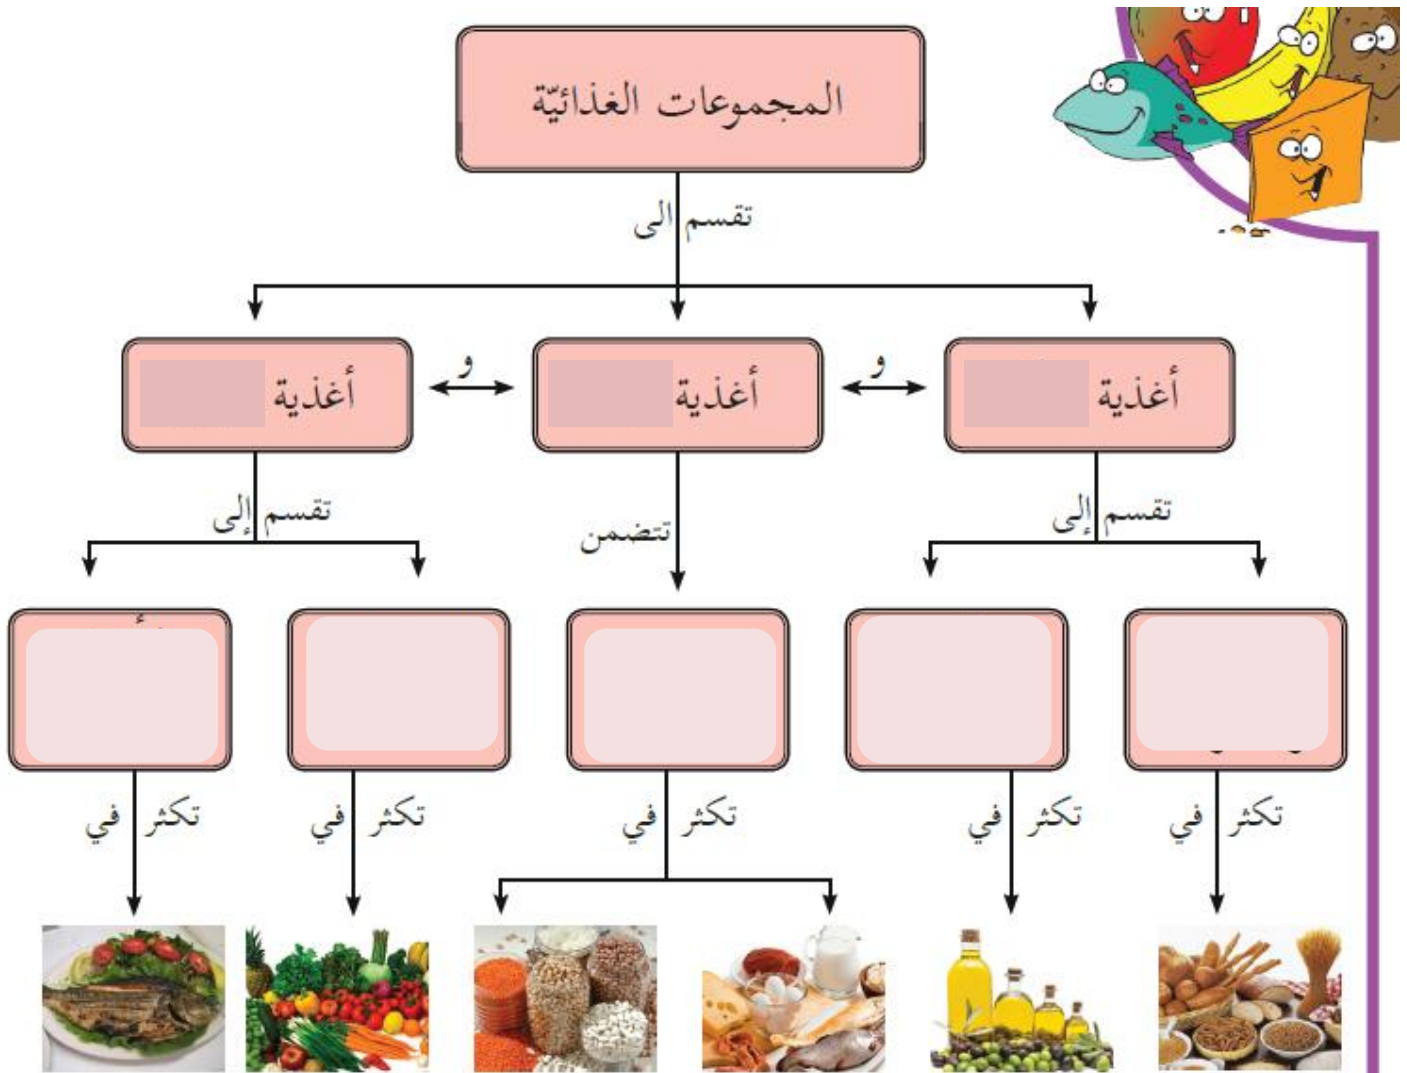 المجموعات الغذائيّة
تقسم الى
أغذية
و
أغذية
و
أغذية
تقسم إلى
تتضمن
تقسم إلى
تكثر في
تكثر في
تكثر في
تكثر في
تكثر في